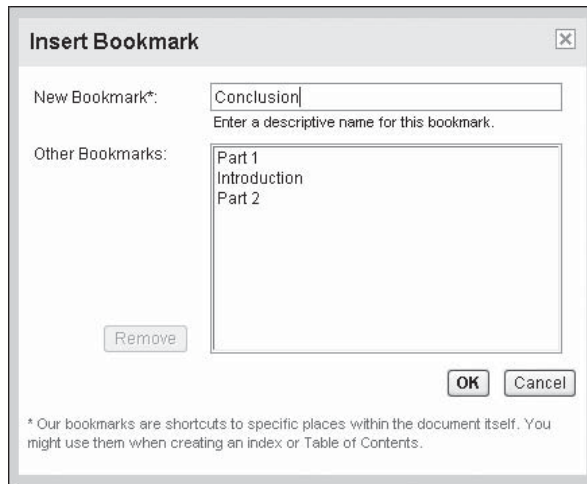 Insert Bookmark
New Bookmark*:
Conclusion
Enter a descriptive name for this bookmark.
Other Bookmarks:
Part 1
Introduction
Part 2
Remove
OK
Cancel
* Our bookmarks are shortcuts to specific places within the document itself. You
might use them when creating an index or Table of Contents.